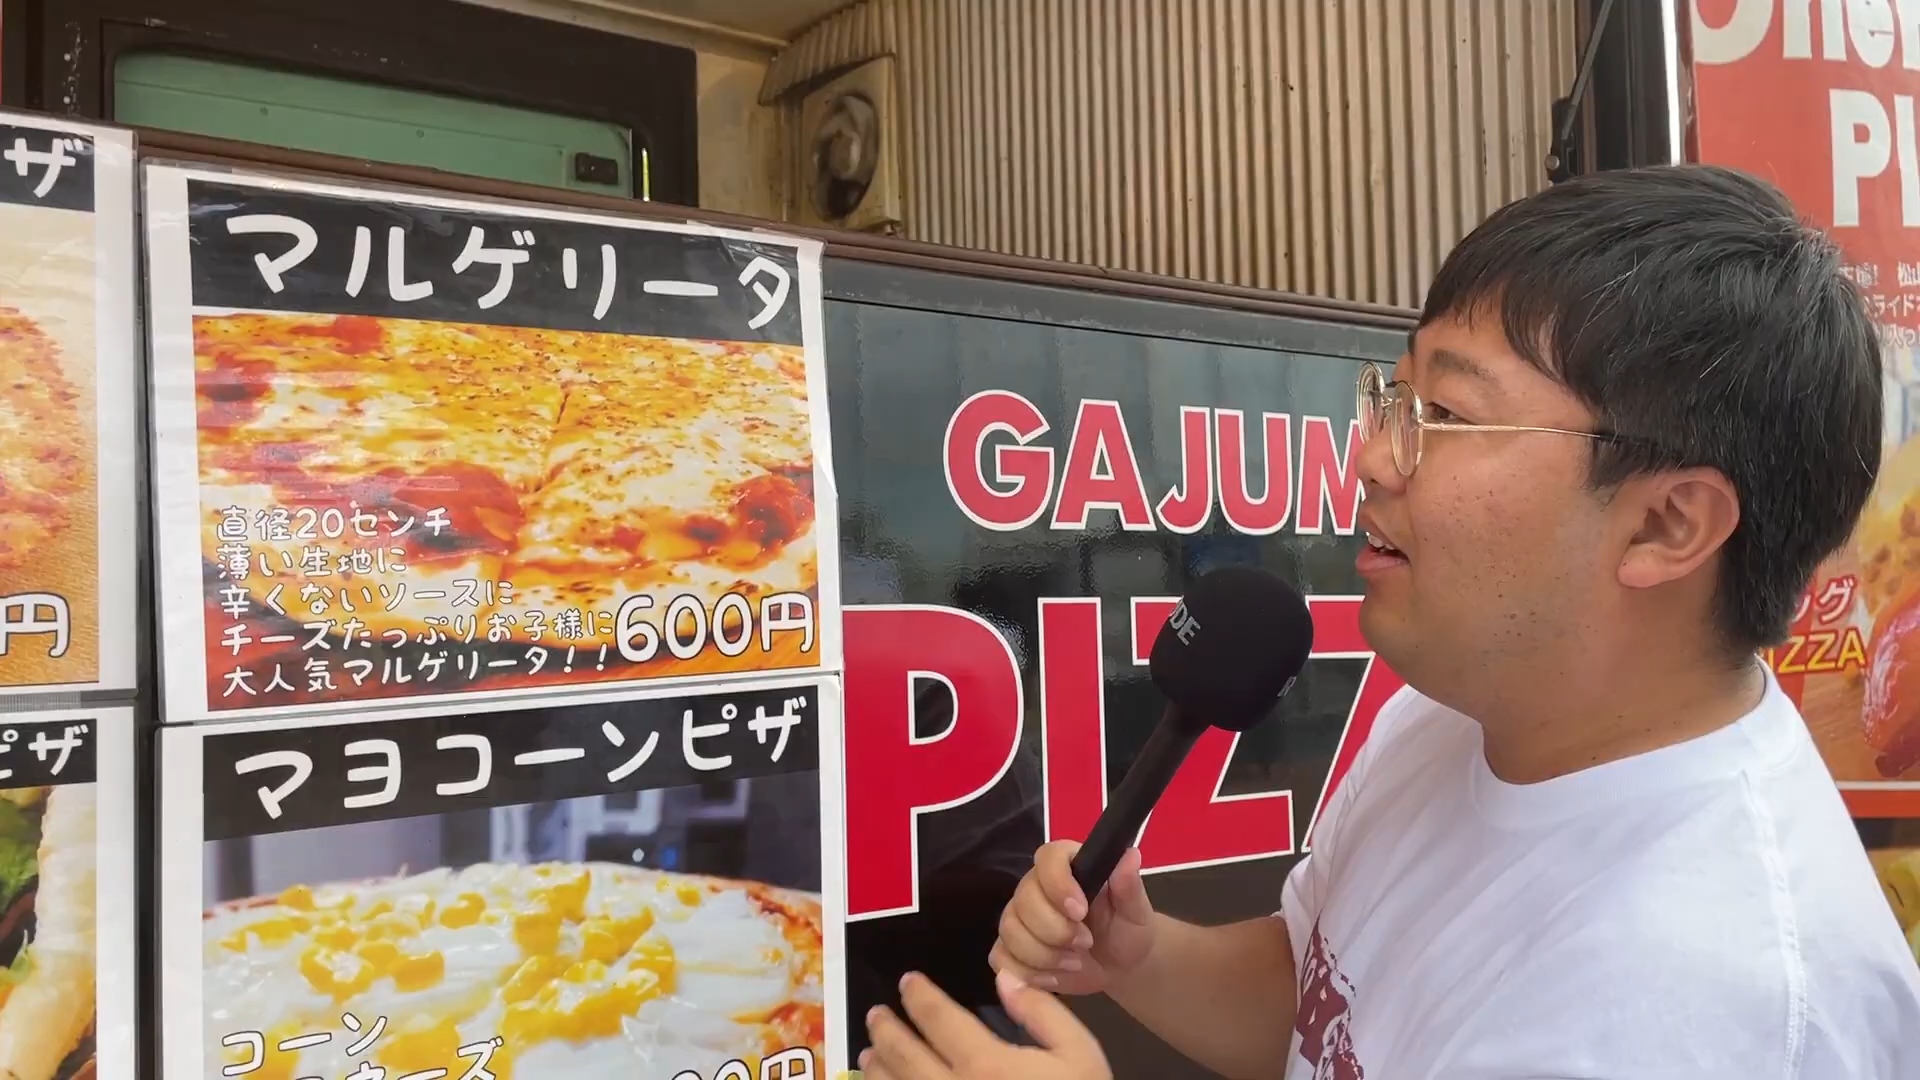 ザ
円
ピザ
マルゲリータ
直径20センチ
薄い生地に
辛くないソースに
チーズたっぷりお子様に
大人気マルゲリータ!!
600円
マヨコーンピザ
コーン
GAJUM
PIZZ
PIZZA